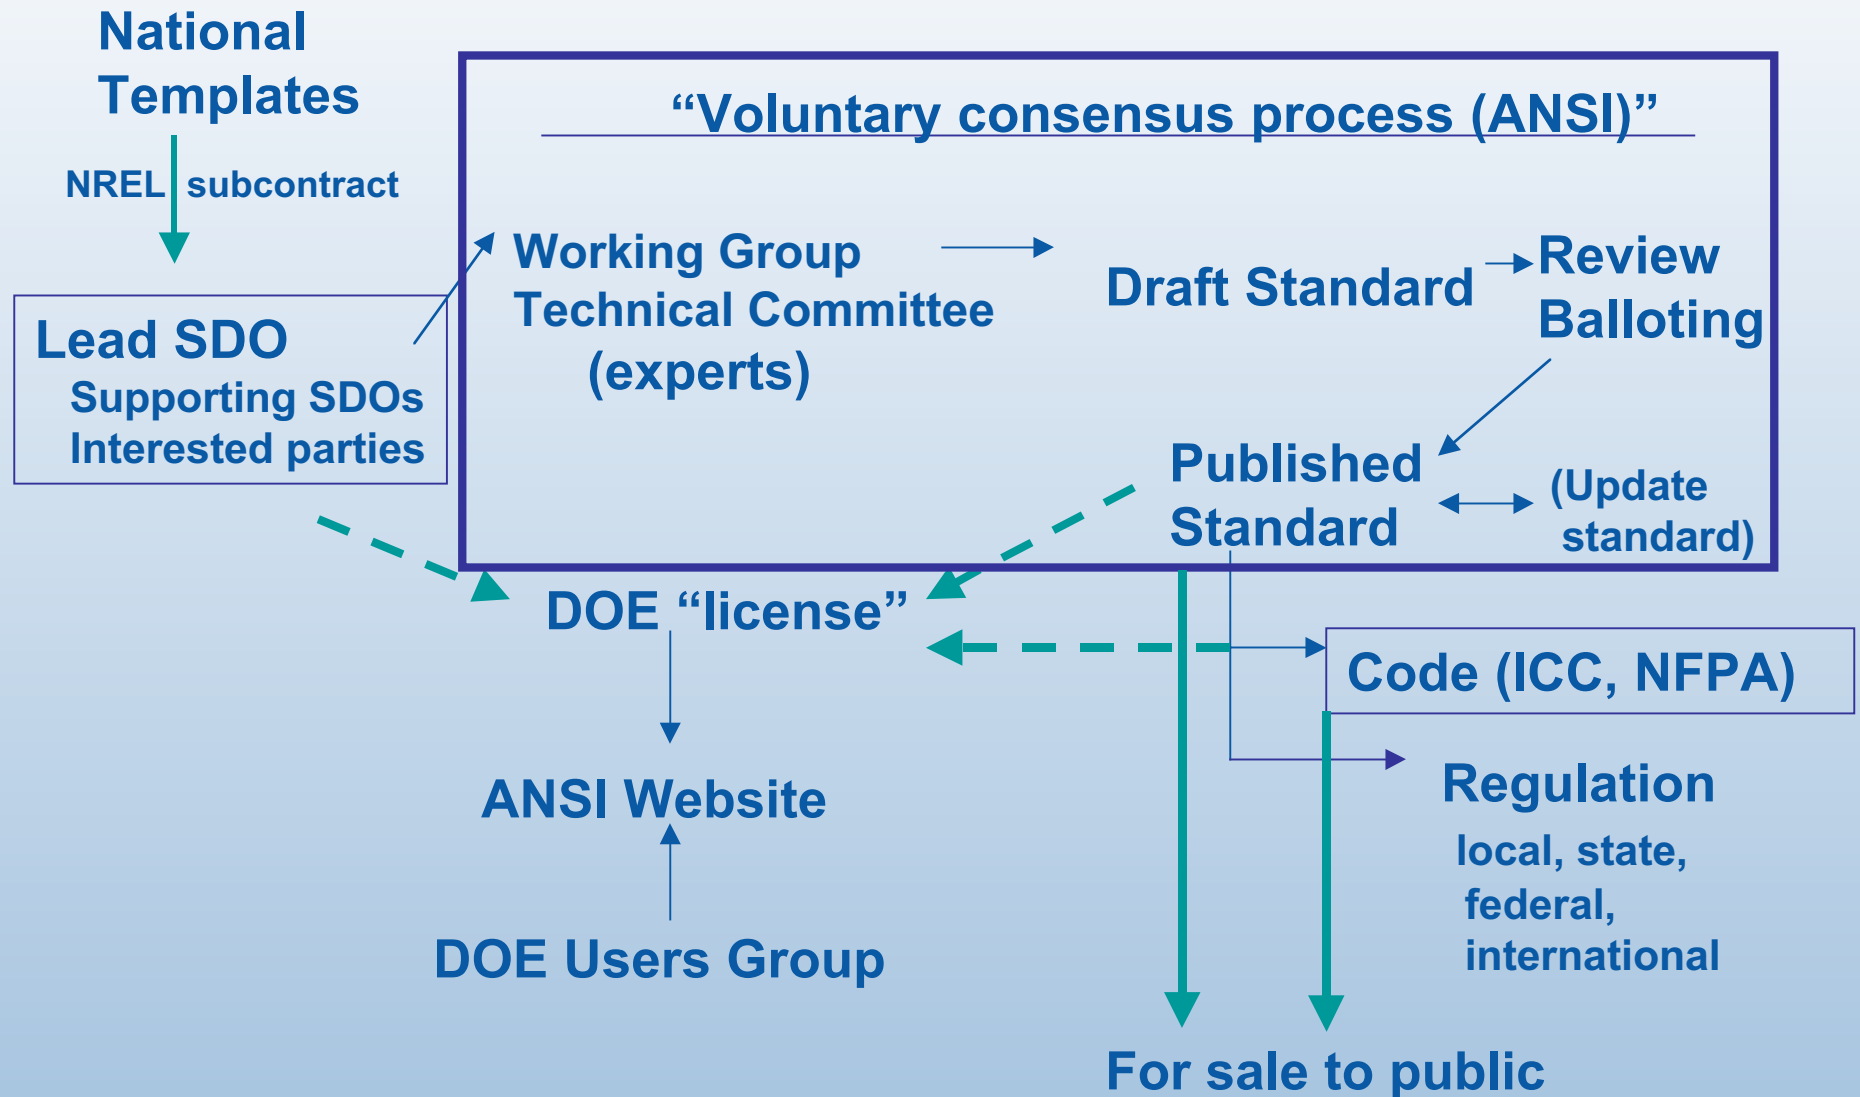 National
Templates
NREL subcontract
Lead SDO
Supporting SDOs
Interested parties
“Voluntary consensus process (ANSI)”
Working Group
Technical Committee
(experts)
Draft Standard
Review
Balloting
Published
Standard
(Update
standard)
DOE “license”
ANSI Website
DOE Users Group
Code (ICC, NFPA)
Regulation
local, state,
federal,
international
For sale to public